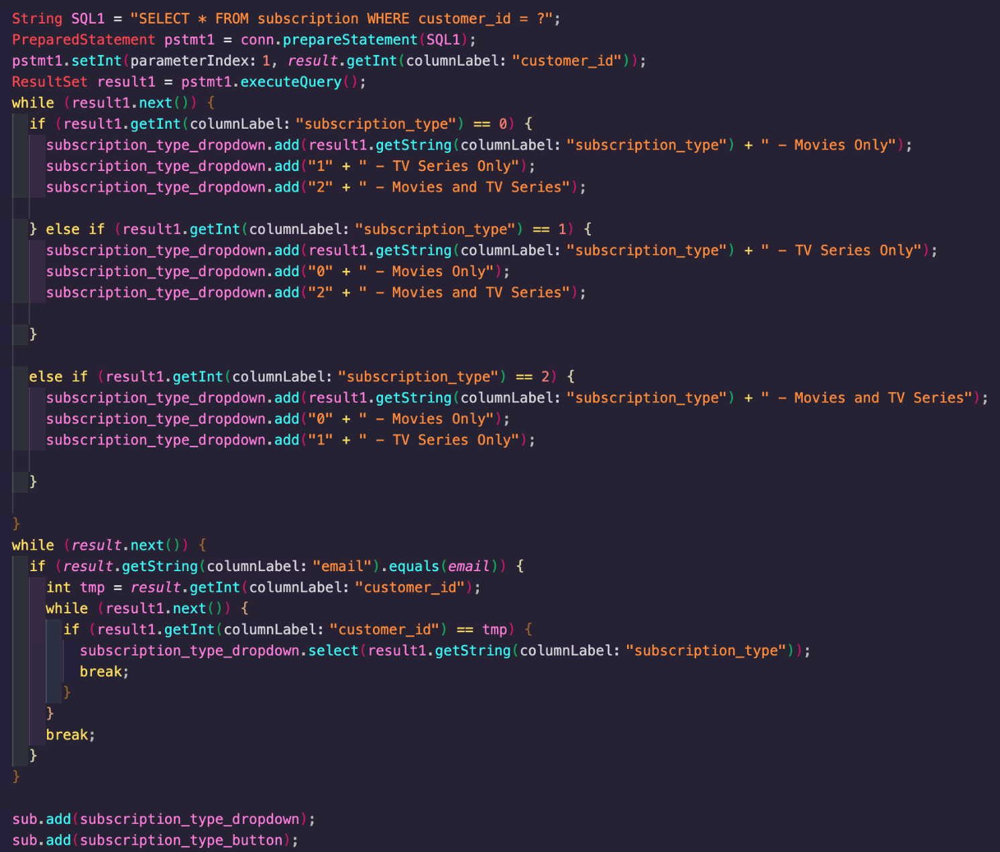 String SQL1 = "SELECT * FROM subscription WHERE customer_id = ?";
PreparedStatement pstmt1 = conn.prepareStatement(SQL1);
pstmt1.setInt(parameterIndex: 1, result.getInt(columnLabel: "customer_id"));
ResultSet result1 = pstmt1.executeQuery();
while (result1.next()) {
if (result1.getInt(columnLabel: "subscription_type") == 0) {
subscription_type_dropdown.add(result1.getString(columnLabel: "subscription_type") + " - Movies Only");
subscription_type_dropdown.add("1" + " - TV Series Only");
subscription_type_dropdown.add("2" + " - Movies and TV Series");
} else if (result1.getInt(columnLabel: "subscription_type") == 1) {
subscription_type_dropdown.add(result1.getString(columnLabel: "subscription_type") + " - TV Series Only");
subscription_type_dropdown.add("0" + " - Movies Only");
subscription_type_dropdown.add("2" + " - Movies and TV Series");
}
else if (result1.getInt(columnLabel: "subscription_type") == 2) {
subscription_type_dropdown.add(result1.getString(columnLabel: "subscription_type") + " - Movies and TV Series");
subscription_type_dropdown.add("0" + " - Movies Only");
subscription_type_dropdown.add("1" + " - TV Series Only");
}
}
while (result.next()) {
if (result.getString(columnLabel: "email").equals(email)) {
int tmp = result.getInt(columnLabel: "customer_id");
while (result1.next()) {
if (result1.getInt(columnLabel: "customer_id") == tmp) {
subscription_type_dropdown.select(result1.getString(columnLabel: "subscription_type"));
break;
}
}
break;
}
}
sub.add(subscription_type_dropdown);
sub.add(subscription_type_button);